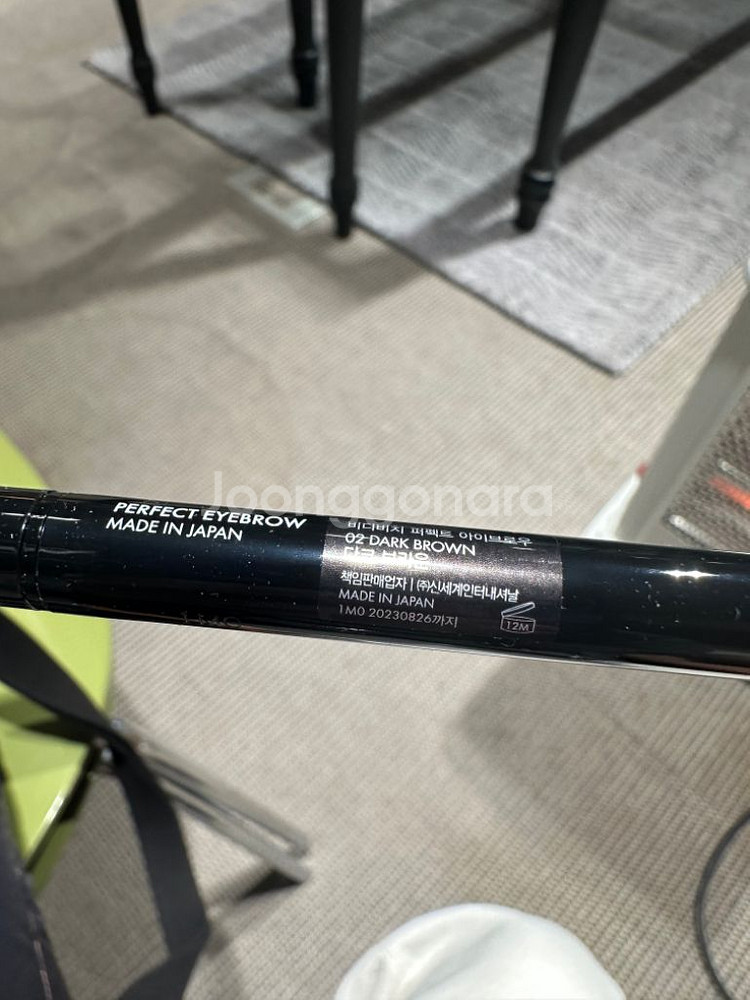 Joonggonara
PERFECT EYEBROW
MADE IN JAPAN
비디비치 퍼펙트 아이브로우
02 DARK BROWN
다크 브라운
책임판매업자 | ㈜신세계인터내셔날
MADE IN JAPAN
1M0 20230826까지
12M